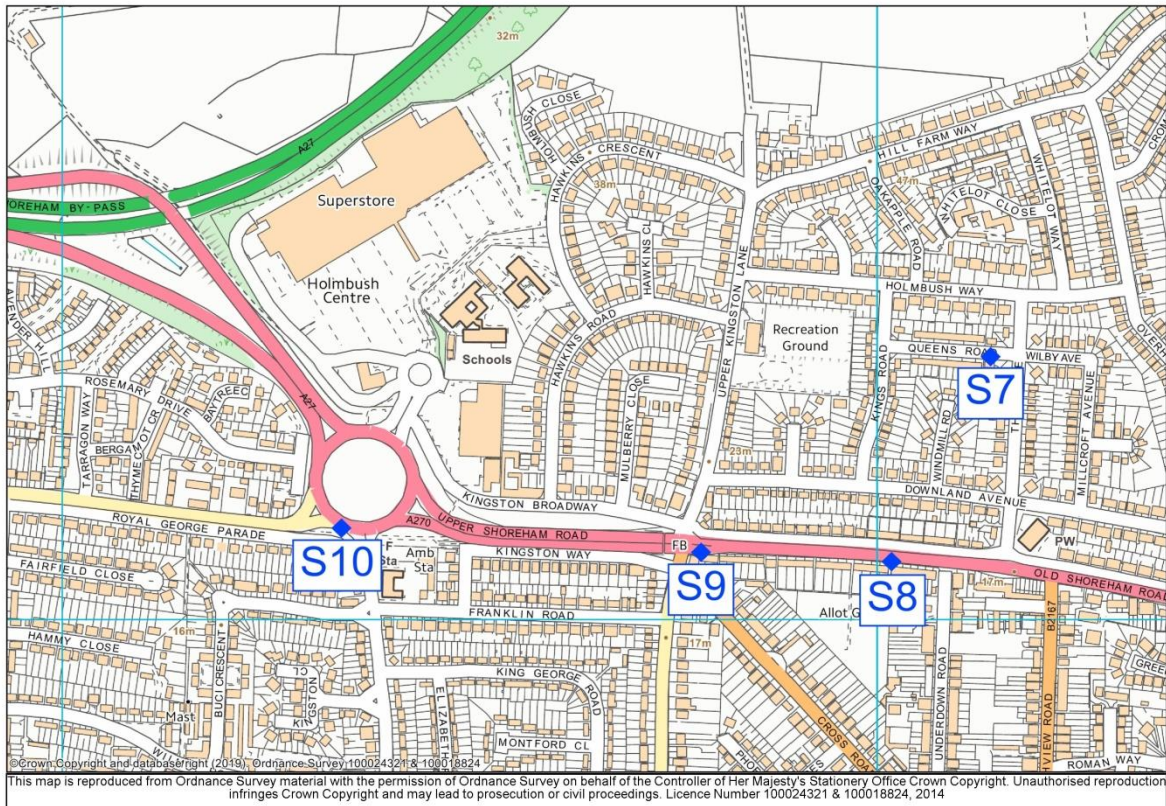 32m
HOLMBUSH CLOSE
A27
HAWKINS CRESCENT
38m
HILL FARM WAY
47m
WHITELOT CLOSE
WHITELOT WAY
OAKAPPLE ROAD
Superstore
HOREHAM BY-PASS
Holmbush
Centre
HAWKINS CL
HOLMBUSH WAY
UPPER KINGSTON LANE
Recreation
Ground
HAWKINS ROAD
Schools
QUEENS ROAD
WILBY AVE
S7
KINGS ROAD
WINDMILL RD
MILLCROFT AVENUE
AVENDER HILL
ROSEMARY DRIVE
A27
TARRAGON WAY
MULBERRY CLOSE
23m
DOWNLAND AVENUE
KINGSTON BROADWAY
ROYAL GEORGE PARADE
A270
UPPER SHOREHAM ROAD
FB
PW
S10
Amb
Sta
KINGSTON WAY
S9
S8
17m
OLD SHOREHAM ROAD
FAIRFIELD CLOSE
FRANKLIN ROAD
Allot G
B2167
16m
HAMMY CLOSE
BUCI CRESCENT
17m
KING GEORGE ROAD
CROSS ROAD
UNDERDOWN ROAD
Mast
MONTFORD CL
ROMAN WAY
©Crown Copyright and database right (2019). Ordnance Survey 100024321 & 100018824
This map is reproduced from Ordnance Survey material with the permission of Ordnance Survey on behalf of the Controller of Her Majesty's Stationery Office Crown Copyright. Unauthorised reproduction
infringes Crown Copyright and may lead to prosecution or civil proceedings. Licence Number 100024321 & 100018824, 2014